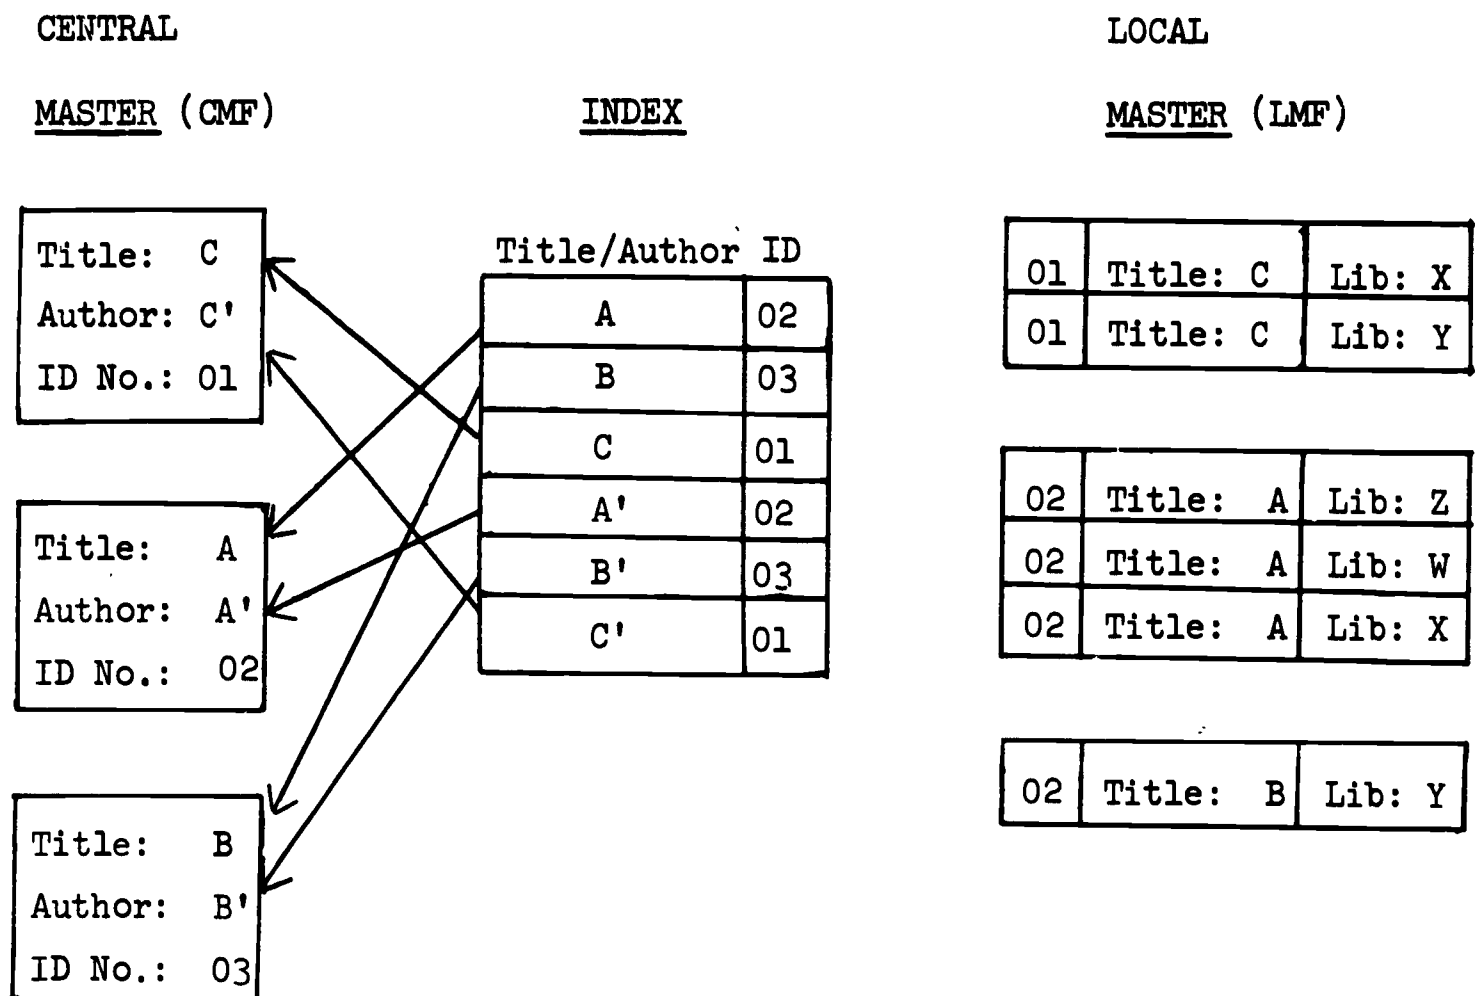 CENTRAL
MASTER (CMF)
INDEX
LOCAL
MASTER (LMF)
Title: C
Author: C'
ID No.: 01
Title: A
Author: A'
ID No.: 02
Title: B
Author: B'
ID No.: 03
Title/Author ID
A 02
B 03
C 01
A' 02
B' 03
C' 01
01 Title: C Lib: X
01 Title: C Lib: Y
02 Title: A Lib: Z
02 Title: A Lib: W
02 Title: A Lib: X
02 Title: B Lib: Y